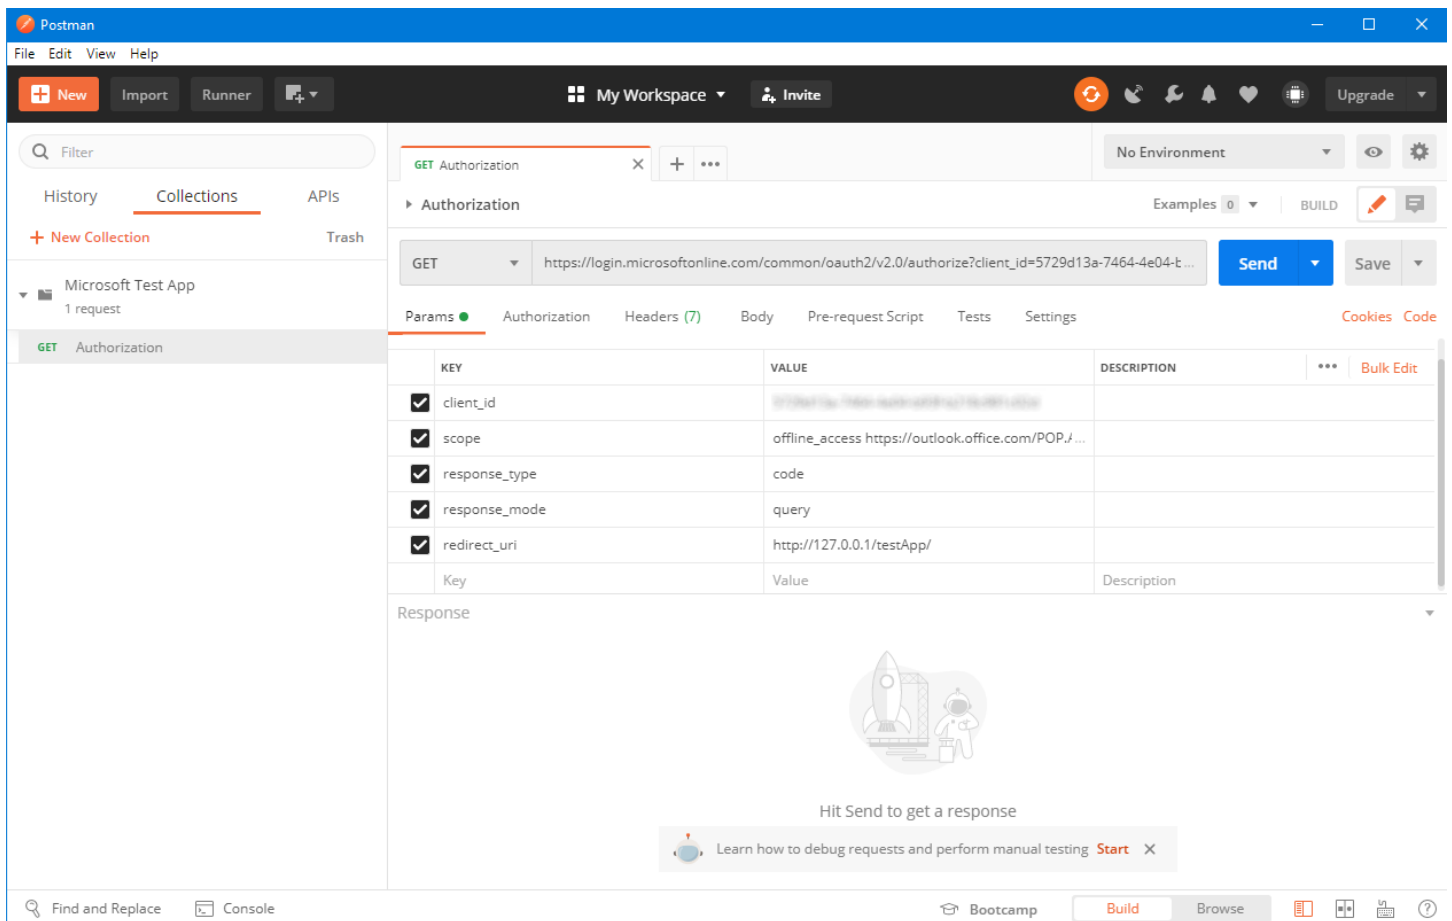 Postman
File Edit View Help
New Import Runner My Workspace Invite Upgrade
Filter
History Collections APIs
+ New Collection Trash
Microsoft Test App
1 request
GET Authorization
GET Authorization
No Environment
Authorization Examples 0 BUILD
GET https://login.microsoftonline.com/common/oauth2/v2.0/authorize?client_id=5729d13a-7464-4e04-b... Send Save
Params Authorization Headers (7) Body Pre-request Script Tests Settings Cookies Code
KEY VALUE DESCRIPTION Bulk Edit
client_id
scope offline_access https://outlook.office.com/POP.A...
response_type code
response_mode query
redirect_uri http://127.0.0.1/testApp/
Key Value Description
Response
Hit Send to get a response
Learn how to debug requests and perform manual testing Start
Find and Replace Console Bootcamp Build Browse